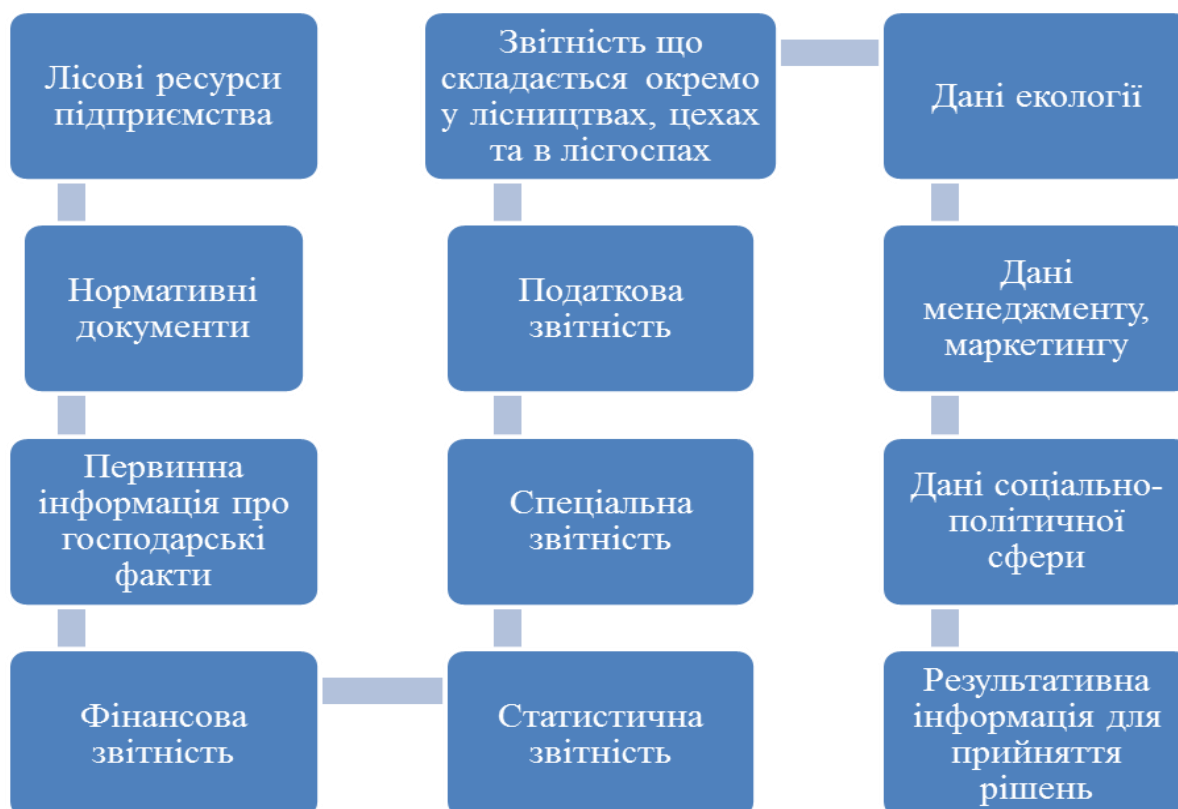 Лісові ресурси
підприємства
Нормативні
документи
Первинна
інформація про
господарські
факти
Фінансова
звітність
Статистична
звітність
Спеціальна
звітність
Податкова
звітність
Звітність що
складається окремо
у лісництвах, цехах
та в лісгоспах
Дані екології
Дані
менеджменту,
маркетингу
Дані соціально-
політичної
сфери
Результативна
інформація для
прийняття
рішень